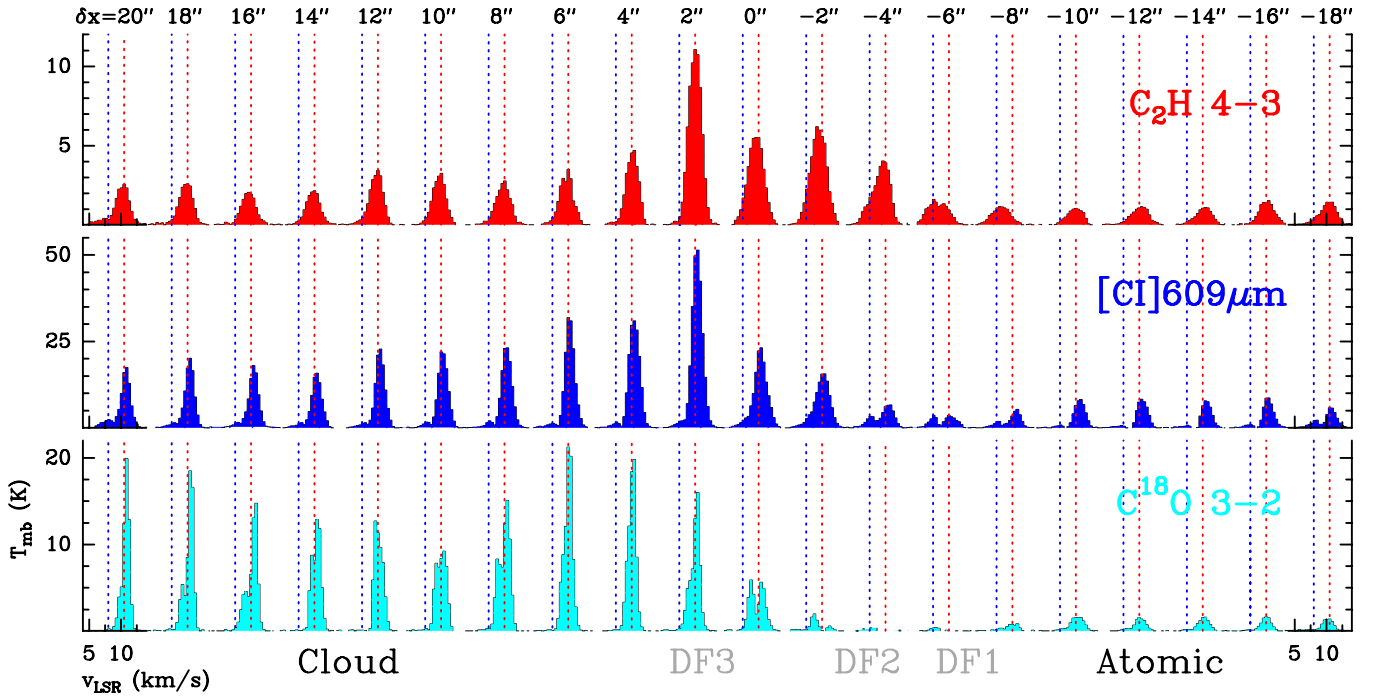 δx=20″ 18″ 16″ 14″ 12″ 10″ 8″ 6″ 4″ 2″ 0″ −2″ −4″ −6″ −8″ −10″ −12″ −14″ −16″ −18″
10
5
C₂H 4−3
50
25
[CI]609μm
20
10
C¹⁸O 3−2
T_mb (K)
5 10 5 10
v_LSR (km/s)
Cloud DF3 DF2 DF1 Atomic